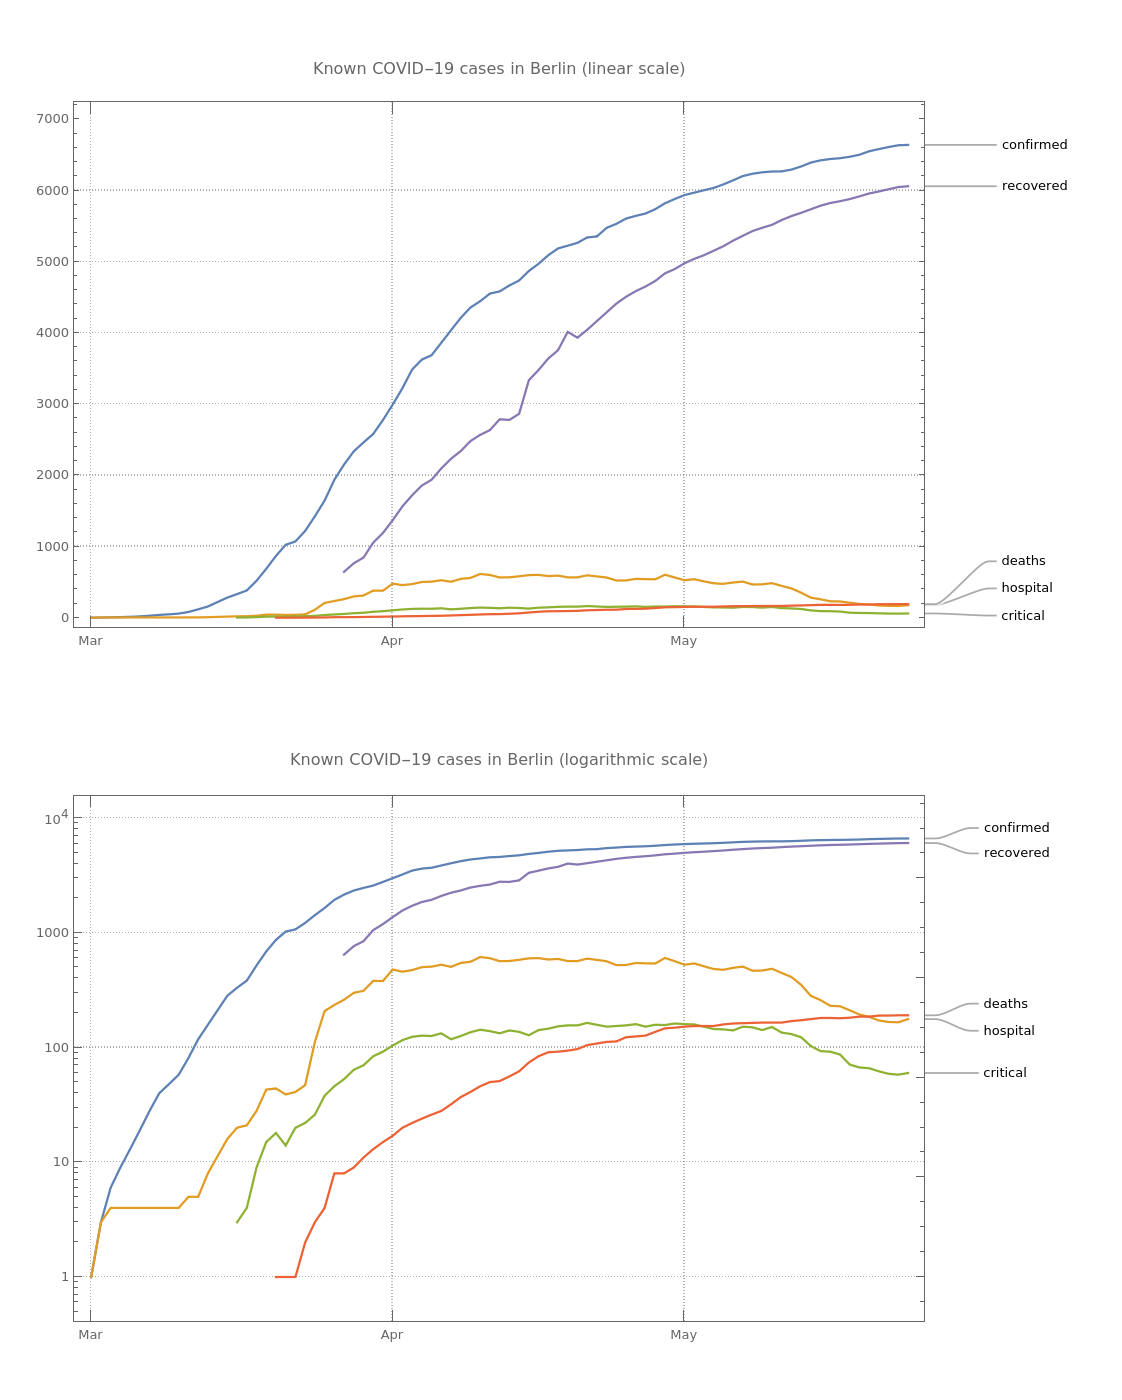 Known COVID‒19 cases in Berlin (linear scale)
7000
confirmed
recovered
6000
5000
4000
3000
2000
1000
deaths
hospital
critical
0
Mar Apr May
Known COVID‒19 cases in Berlin (logarithmic scale)
10⁴
confirmed
recovered
1000
deaths
hospital
100
critical
10
1
Mar Apr May